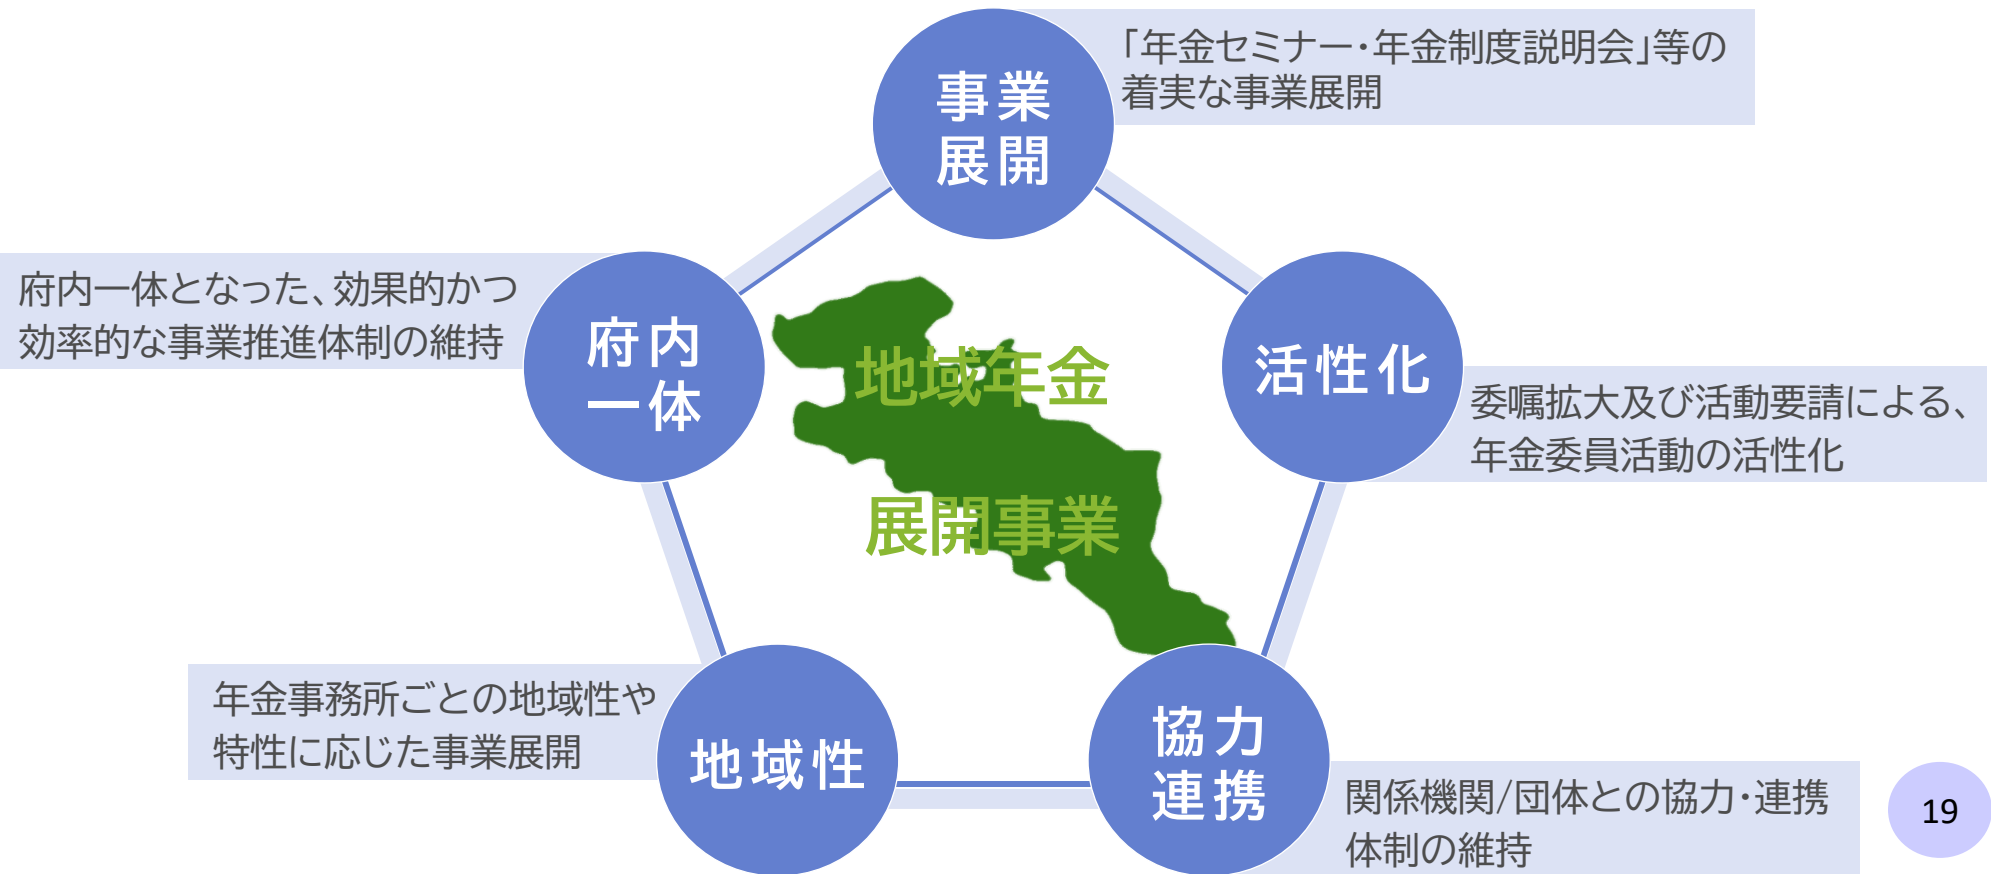 事業
展開
「年金セミナー・年金制度説明会」等の
着実な事業展開
府内一体となった、効果的かつ
効率的な事業推進体制の維持
府内
一体
地域年金
展開事業
活性化
委嘱拡大及び活動要請による、
年金委員活動の活性化
年金事務所ごとの地域性や
特性に応じた事業展開
地域性
協力
連携
関係機関/団体との協力・連携
体制の維持
19